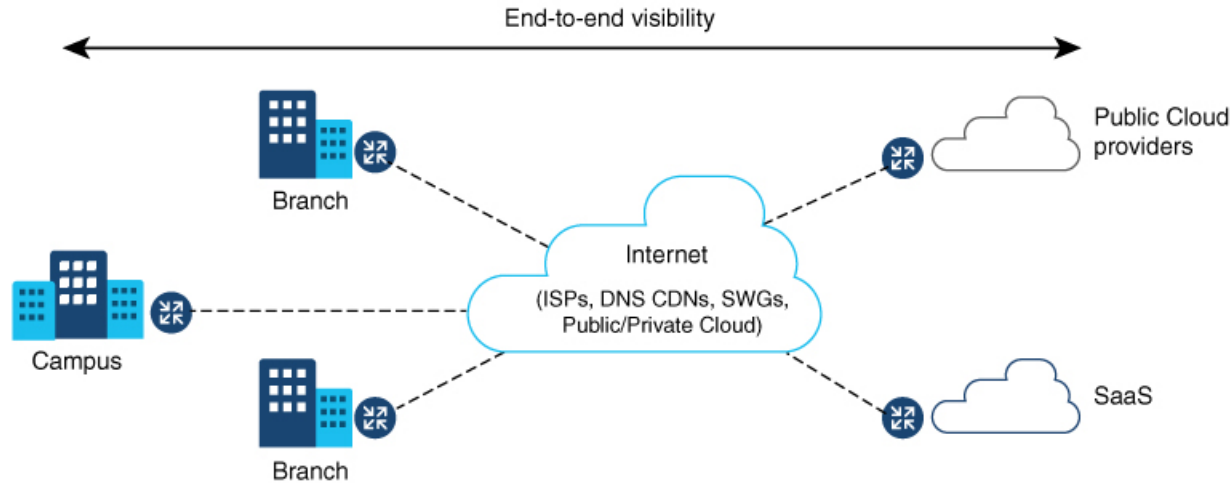 End-to-end visibility
Branch
Public Cloud
providers
Internet
(ISPs, DNS CDNs, SWGs,
Public/Private Cloud)
Campus
SaaS
Branch